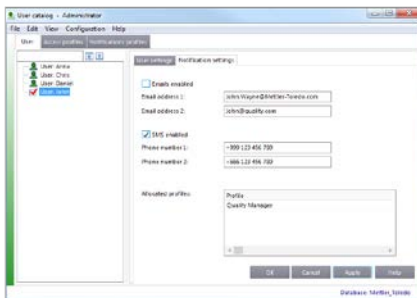 User catalog - Administrator
File Edit View Configuration Help
User Access profiles Notifications profiles
User settings Notification settings
User: Anna
User: Chris
User: Daniel
User: John
Emails enabled
Email address 1: John.Wayne@Mettler-Toledo.com
Email address 2: John@quality.com
SMS enabled
Phone number 1: +999 123 456 789
Phone number 2: +666 123 456 789
Allocated profiles:
Profile
Quality Manager
OK Cancel Apply Help
Database: Mettler_Toledo